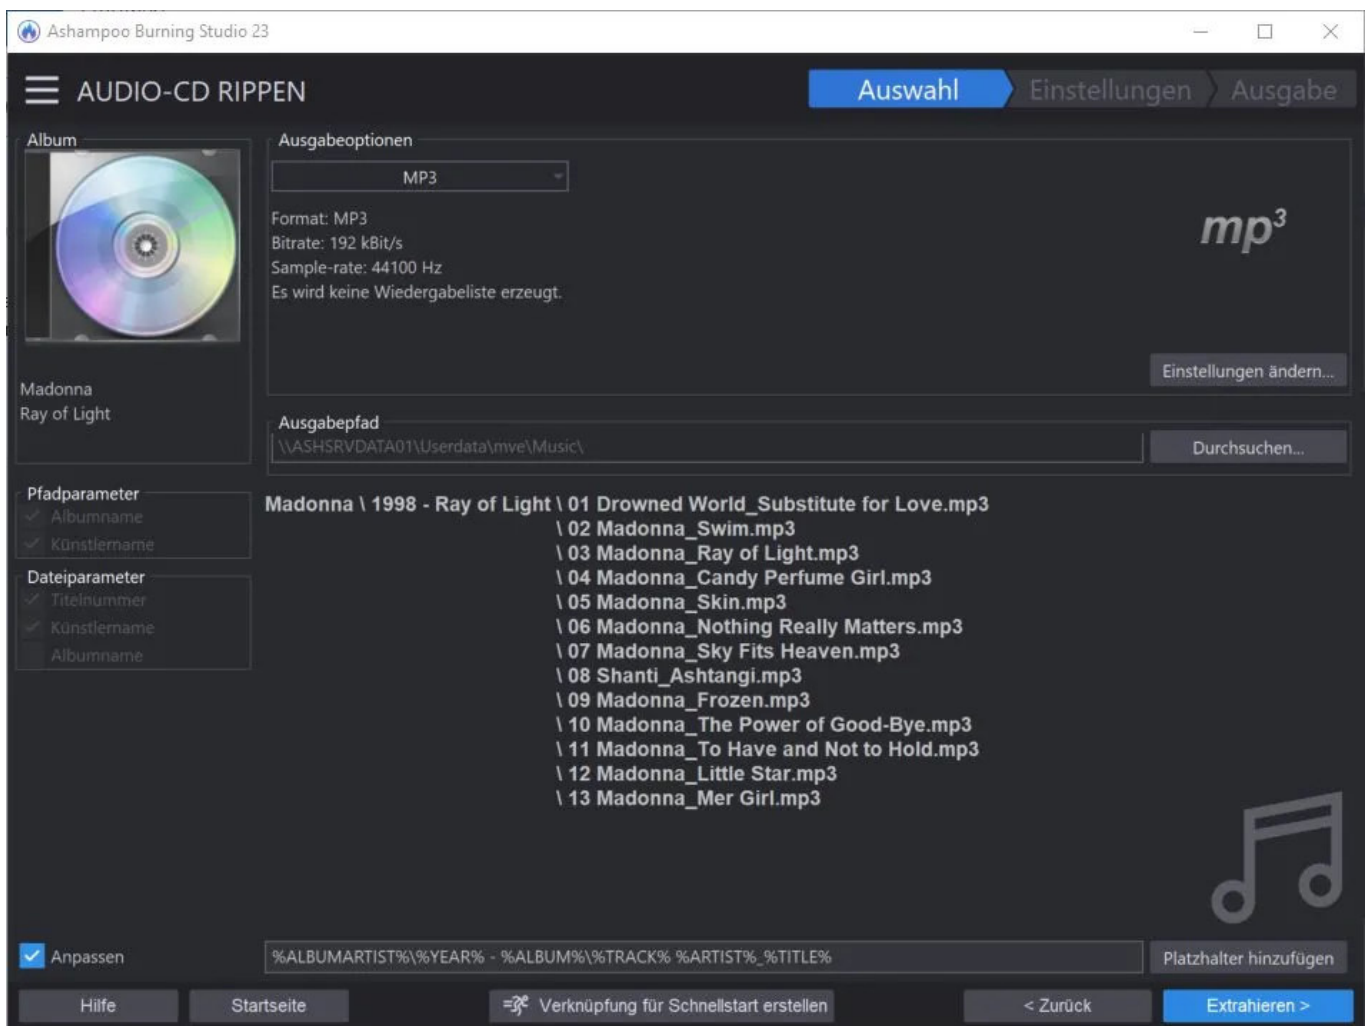 Ashampoo Burning Studio 23
AUDIO-CD RIPPEN
Auswahl
Einstellungen
Ausgabe
Album
Madonna
Ray of Light
Ausgabeoptionen
MP3
Format: MP3
Bitrate: 192 kBit/s
Sample-rate: 44100 Hz
Es wird keine Wiedergabeliste erzeugt.
mp3
Einstellungen ändern...
Ausgabepfad
\\ASHSRVDATA01\Userdata\mve\Music\
Durchsuchen...
Pfadparameter
Albumname
Künstlername
Dateiparameter
Titelnummer
Künstlername
Albumname
Madonna \ 1998 - Ray of Light \ 01 Drowned World_Substitute for Love.mp3
\ 02 Madonna_Swim.mp3
\ 03 Madonna_Ray of Light.mp3
\ 04 Madonna_Candy Perfume Girl.mp3
\ 05 Madonna_Skin.mp3
\ 06 Madonna_Nothing Really Matters.mp3
\ 07 Madonna_Sky Fits Heaven.mp3
\ 08 Shanti_Ashtangi.mp3
\ 09 Madonna_Frozen.mp3
\ 10 Madonna_The Power of Good-Bye.mp3
\ 11 Madonna_To Have and Not to Hold.mp3
\ 12 Madonna_Little Star.mp3
\ 13 Madonna_Mer Girl.mp3
Anpassen
%ALBUMARTIST%\%YEAR% - %ALBUM%\%TRACK% %ARTIST%_%TITLE%
Platzhalter hinzufügen
Hilfe
Startseite
Verknüpfung für Schnellstart erstellen
< Zurück
Extrahieren >